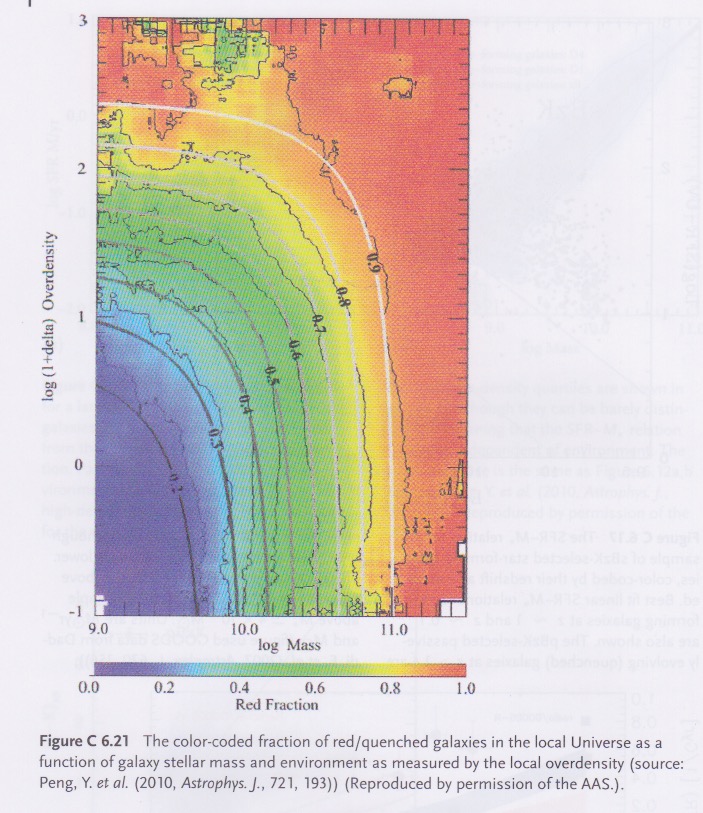 3
2
1
0
-1
log (1+delta) Overdensity
0.9
0.8
0.7
0.6
0.5
0.4
0.3
0.2
9.0 10.0 11.0
log Mass
0.0 0.2 0.4 0.6 0.8 1.0
Red Fraction
Figure C 6.21 The color-coded fraction of red/quenched galaxies in the local Universe as a
function of galaxy stellar mass and environment as measured by the local overdensity (source:
Peng, Y. et al. (2010, Astrophys. J., 721, 193)) (Reproduced by permission of the AAS.).